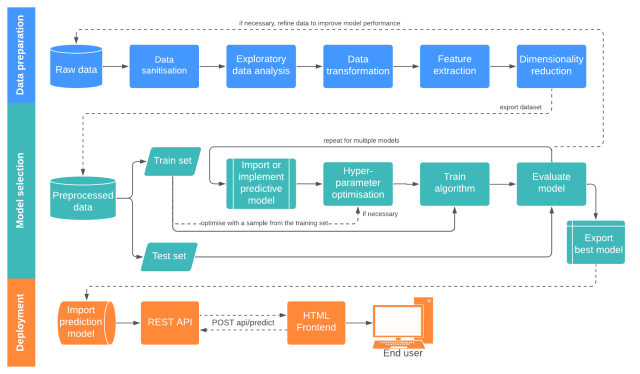 if necessary, refine data to improve model performance
Data preparation
Raw data
Data
sanitisation
Exploratory
data analysis
Data
transformation
Feature
extraction
Dimensionality
reduction
export dataset
Model selection
repeat for multiple models
Train set
Preprocessed
data
Import or
implement
predictive
model
Hyper-
parameter
optimisation
Train
algorithm
Evaluate
model
if necessary
optimise with a sample from the training set
Test set
Export
best model
Deployment
Import
prediction
model
REST API
POST api/predict
HTML
Frontend
End user